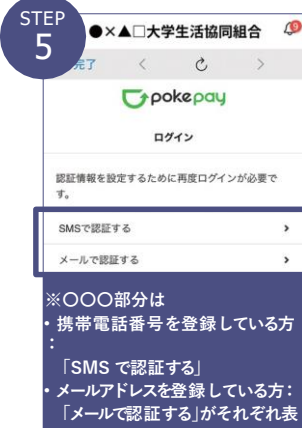 STEP
5
●×▲□大学生活協同組合
完了
pokepay
ログイン
認証情報を設定するために再度ログインが必要で
す。
SMSで認証する
メールで認証する
※〇〇〇部分は
・携帯電話番号を登録している方
：
「SMS で認証する」
・メールアドレスを登録している方：
「メールで認証する」がそれぞれ表